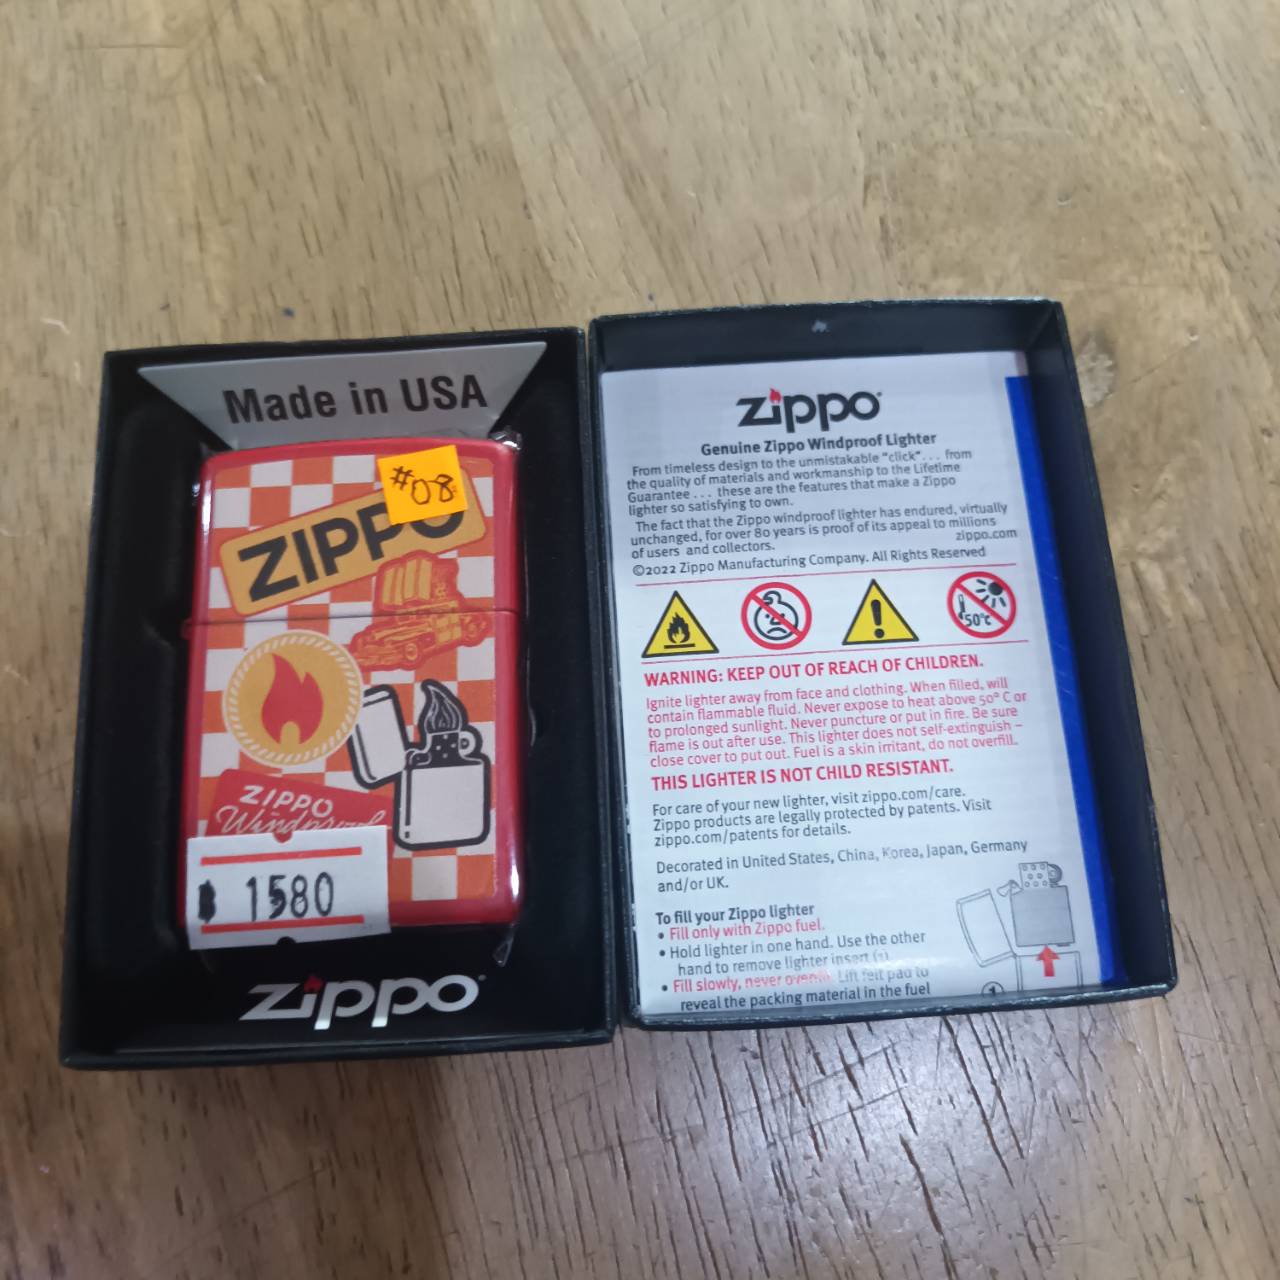 Made in USA
#08
ZIPPO
ZIPPO
Windproof
฿ 1580
zippo
zippo
Genuine Zippo Windproof Lighter
From timeless design to the unmistakable "click". . . from
the quality of materials and workmanship to the Lifetime
Guarantee . . . these are the features that make a Zippo
lighter so satisfying to own.
The fact that the Zippo windproof lighter has endured, virtually
unchanged, for over 80 years is proof of its appeal to millions
of users and collectors.
zippo.com
©2022 Zippo Manufacturing Company. All Rights Reserved
50°C
WARNING: KEEP OUT OF REACH OF CHILDREN.
Ignite lighter away from face and clothing. When filled, will
contain flammable fluid. Never expose to heat above 50° C or
to prolonged sunlight. Never puncture or put in fire. Be sure
flame is out after use. This lighter does not self-extinguish –
close cover to put out. Fuel is a skin irritant, do not overfill.
THIS LIGHTER IS NOT CHILD RESISTANT.
For care of your new lighter, visit zippo.com/care.
Zippo products are legally protected by patents. Visit
zippo.com/patents for details.
Decorated in United States, China, Korea, Japan, Germany
and/or UK.
To fill your Zippo lighter
• Fill only with Zippo fuel.
• Hold lighter in one hand. Use the other
hand to remove lighter insert (1).
• Fill slowly, never overfill. Lift felt pad to
reveal the packing material in the fuel
1